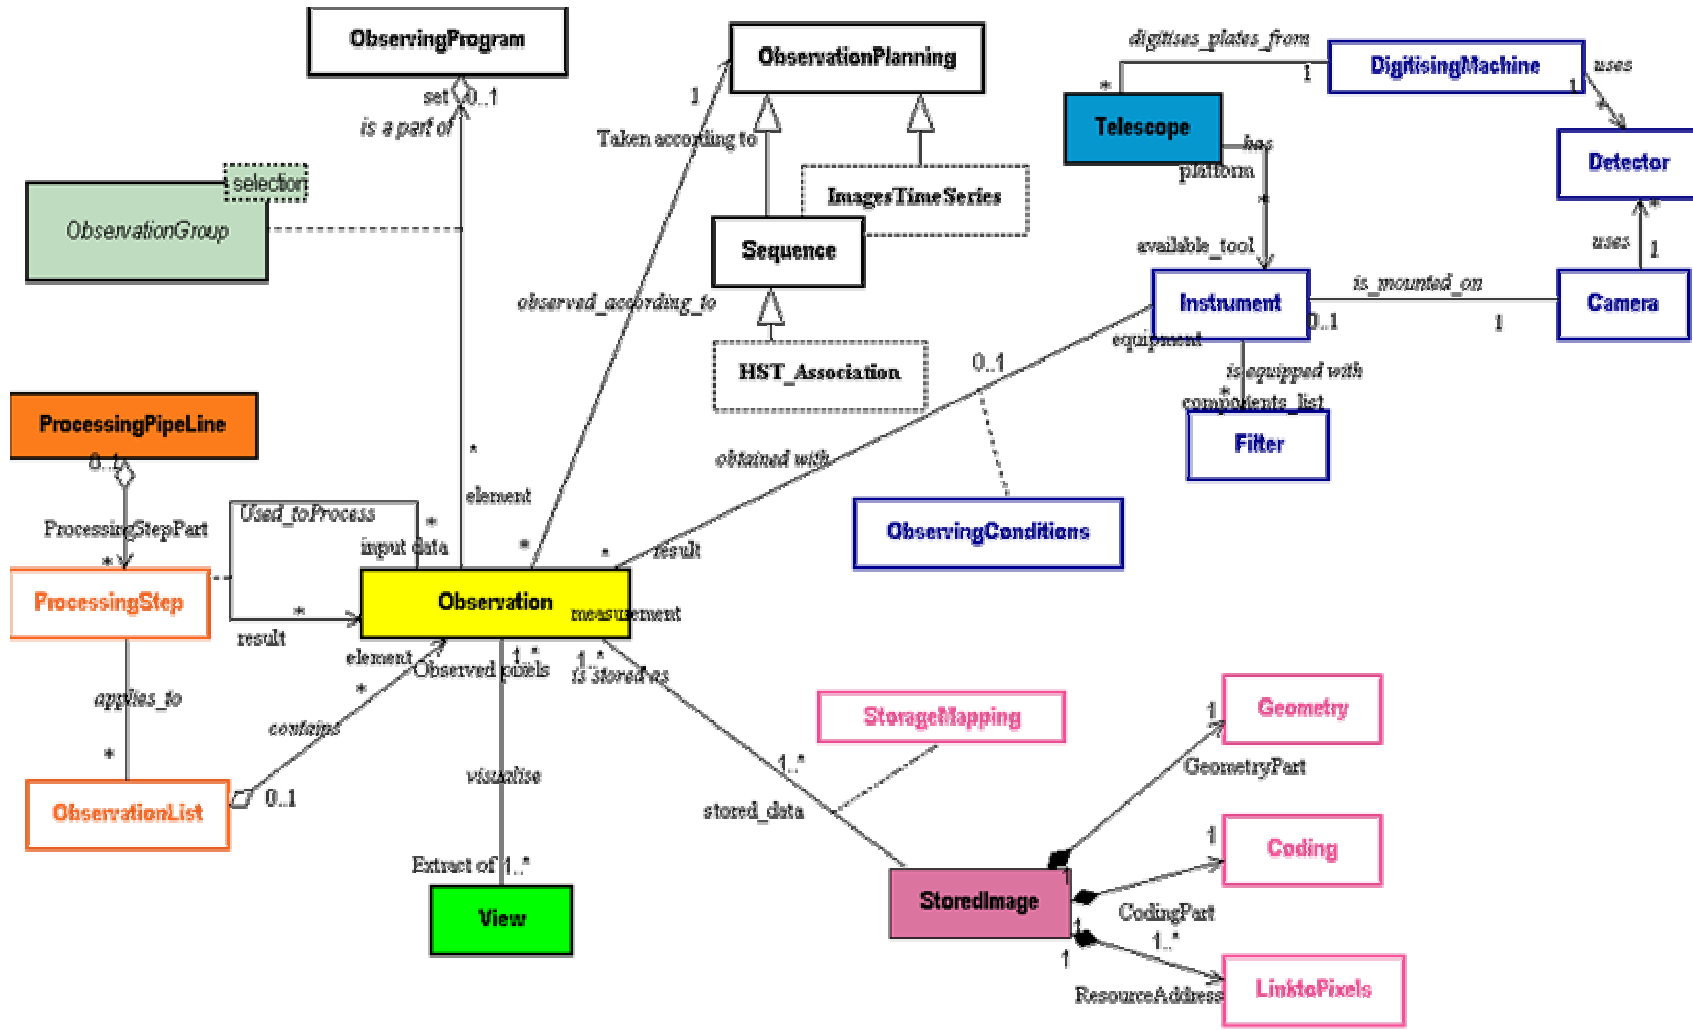 ObservingProgram
set
0..1
is a part of
selection
ObservationGroup
ObservationPlanning
1
Taken according to
ImagesTimeSeries
Sequence
observed_according_to
HST_Association
digitises_plates_from
*
1
DigitisingMachine
1
uses
*
Telescope
has
platform
*
Detector
*
uses
1
available_tool
Instrument
is_mounted_on
0..1
1
Camera
equipment
0..1
is equipped with
*
components_list
Filter
obtained with
ObservingConditions
ProcessingPipeLine
0..1
ProcessingStepPart
*
ProcessingStep
Used_toProcess
*
input data
*
element
*
*
result
Observation
measurement
*
result
element
*
Observed pixels
1..*
1..*
is stored as
applies_to
*
contains
ObservationList
0..1
visualise
Extract of
1..*
View
StorageMapping
1..*
stored_data
StoredImage
1
Geometry
GeometryPart
1
1
Coding
CodingPart
1
1..*
1
ResourceAddress
LinktoPixels